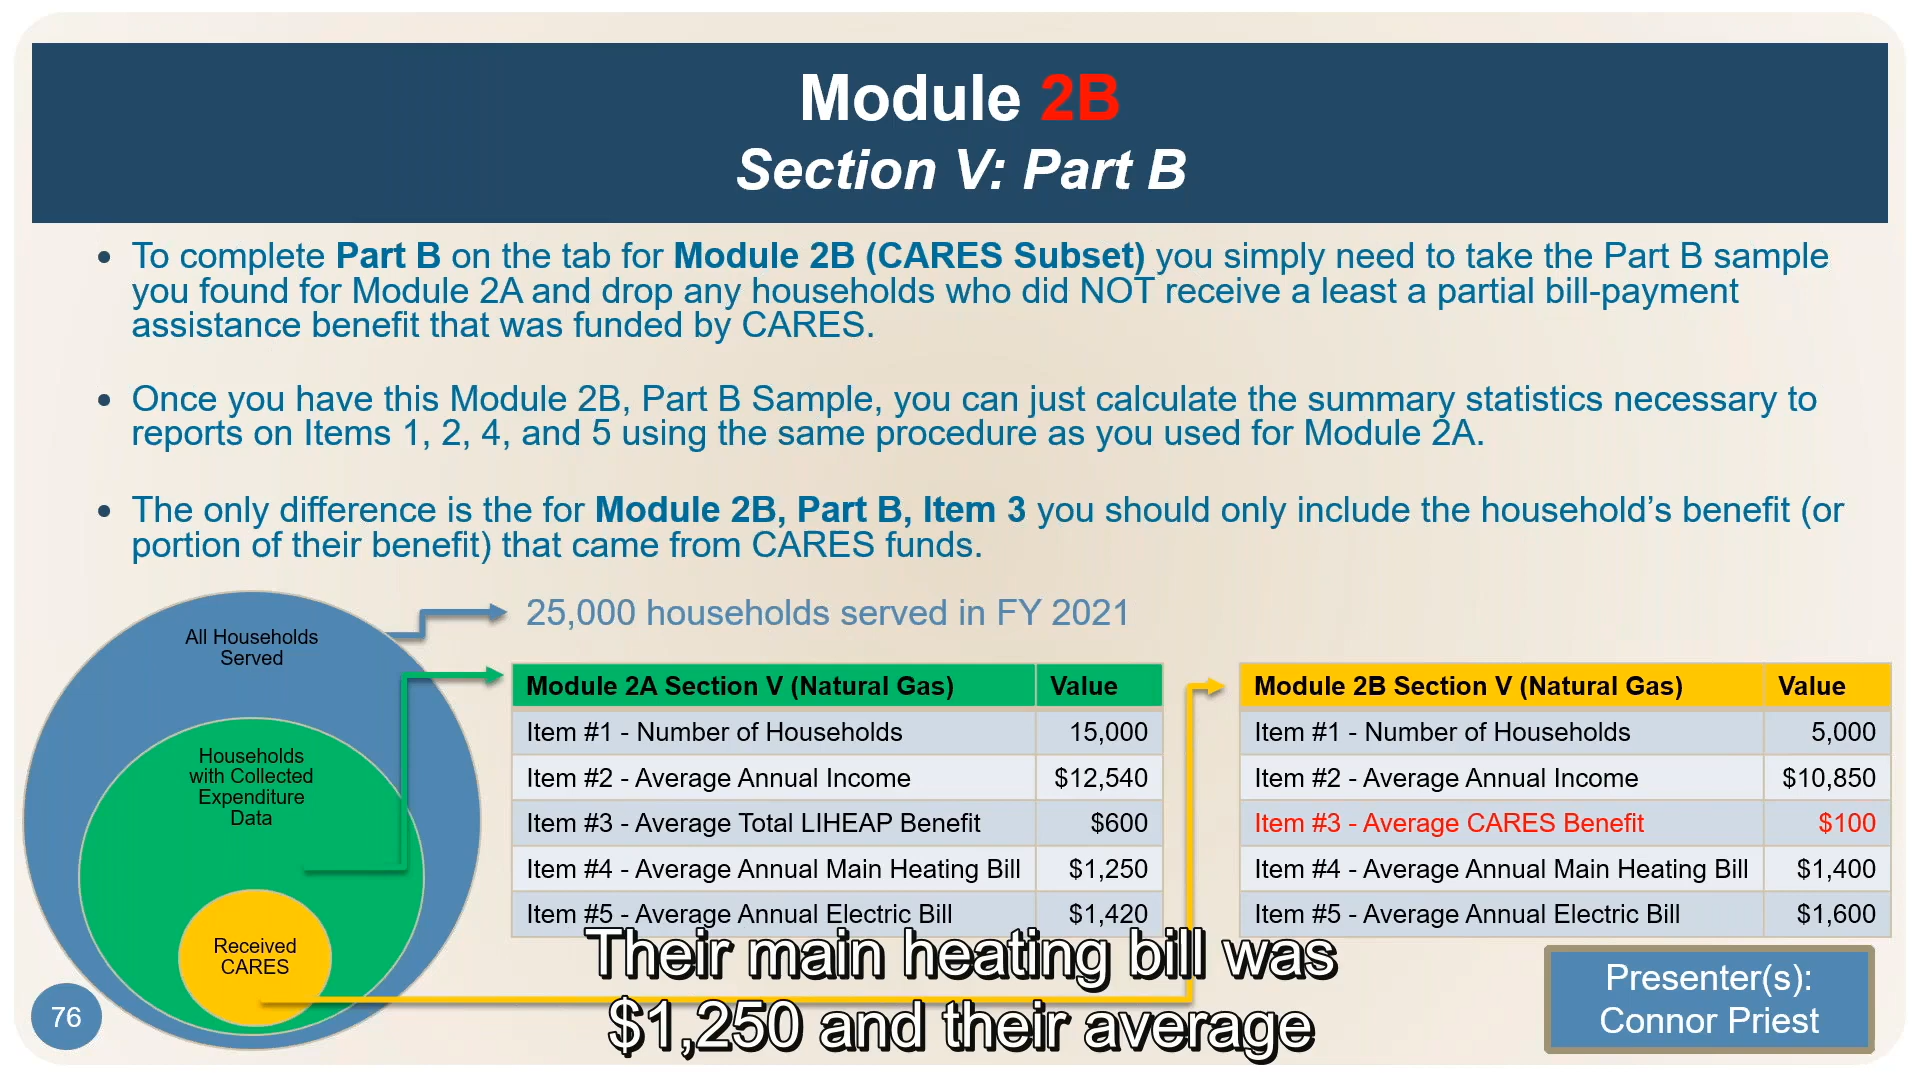 Module 2B
Section V: Part B
• To complete Part B on the tab for Module 2B (CARES Subset) you simply need to take the Part B sample
you found for Module 2A and drop any households who did NOT receive a least a partial bill-payment
assistance benefit that was funded by CARES.
• Once you have this Module 2B, Part B Sample, you can just calculate the summary statistics necessary to
reports on Items 1, 2, 4, and 5 using the same procedure as you used for Module 2A.
• The only difference is the for Module 2B, Part B, Item 3 you should only include the household’s benefit (or
portion of their benefit) that came from CARES funds.
All Households
Served
Households
with Collected
Expenditure
Data
Received
CARES
25,000 households served in FY 2021
Module 2A Section V (Natural Gas) Value
Item #1 - Number of Households 15,000
Item #2 - Average Annual Income $12,540
Item #3 - Average Total LIHEAP Benefit $600
Item #4 - Average Annual Main Heating Bill $1,250
Item #5 - Average Annual Electric Bill $1,420
Module 2B Section V (Natural Gas) Value
Item #1 - Number of Households 5,000
Item #2 - Average Annual Income $10,850
Item #3 - Average CARES Benefit $100
Item #4 - Average Annual Main Heating Bill $1,400
Item #5 - Average Annual Electric Bill $1,600
Their main heating bill was
$1,250 and their average
Presenter(s):
Connor Priest
76